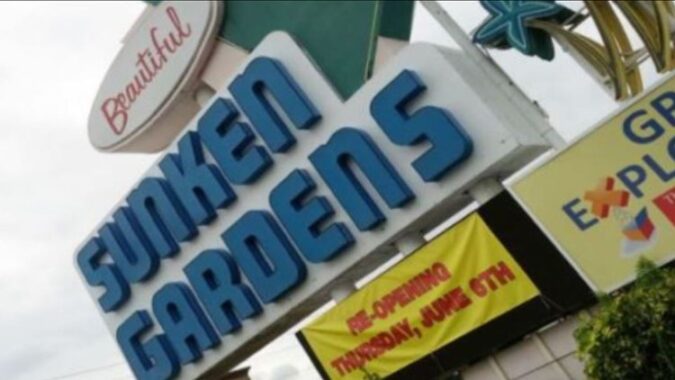 Beautiful
SUNKEN
GARDENS
RE-OPENING
THURSDAY, JUNE 6TH